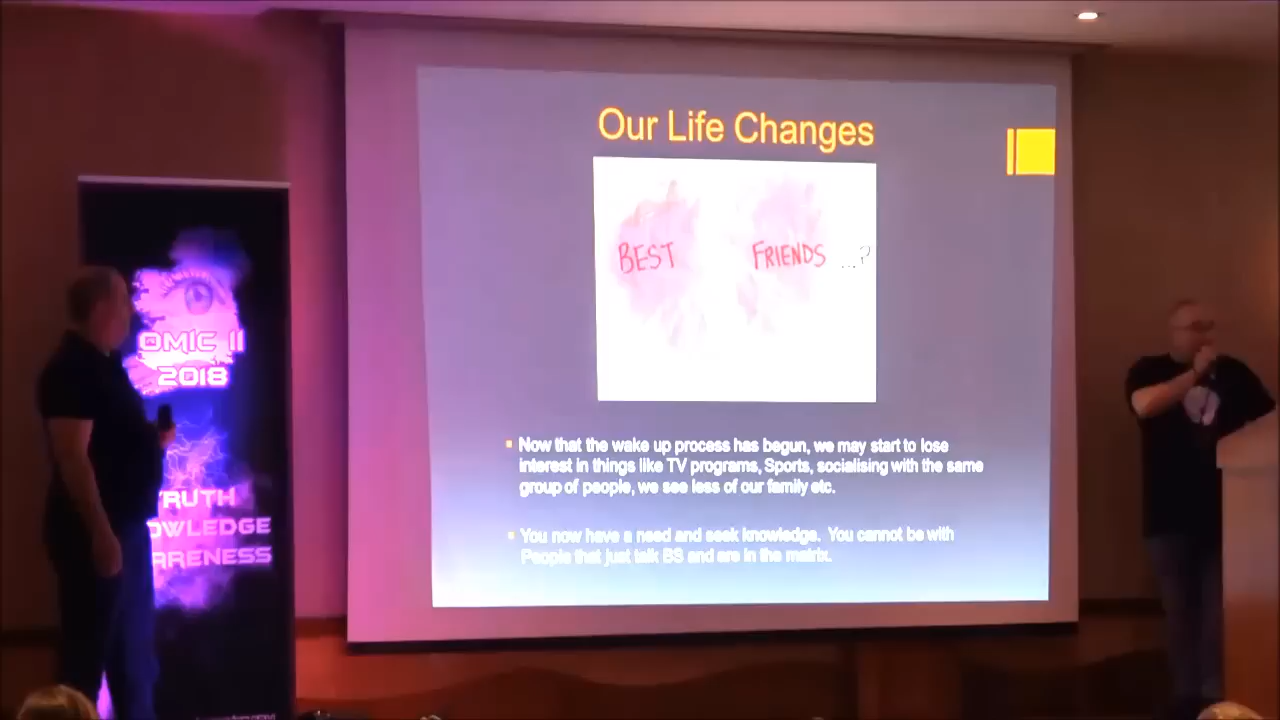 Our Life Changes
BEST FRIENDS ...?
Now that the wake up process has begun, we may start to lose
interest in things like TV programs, Sports, socialising with the same
group of people, we see less of our family etc.
You now have a need and seek knowledge. You cannot be with
People that just talk BS and are in the matrix.
OMIC II
2018
RUTH
OWLEDGE
ARENESS